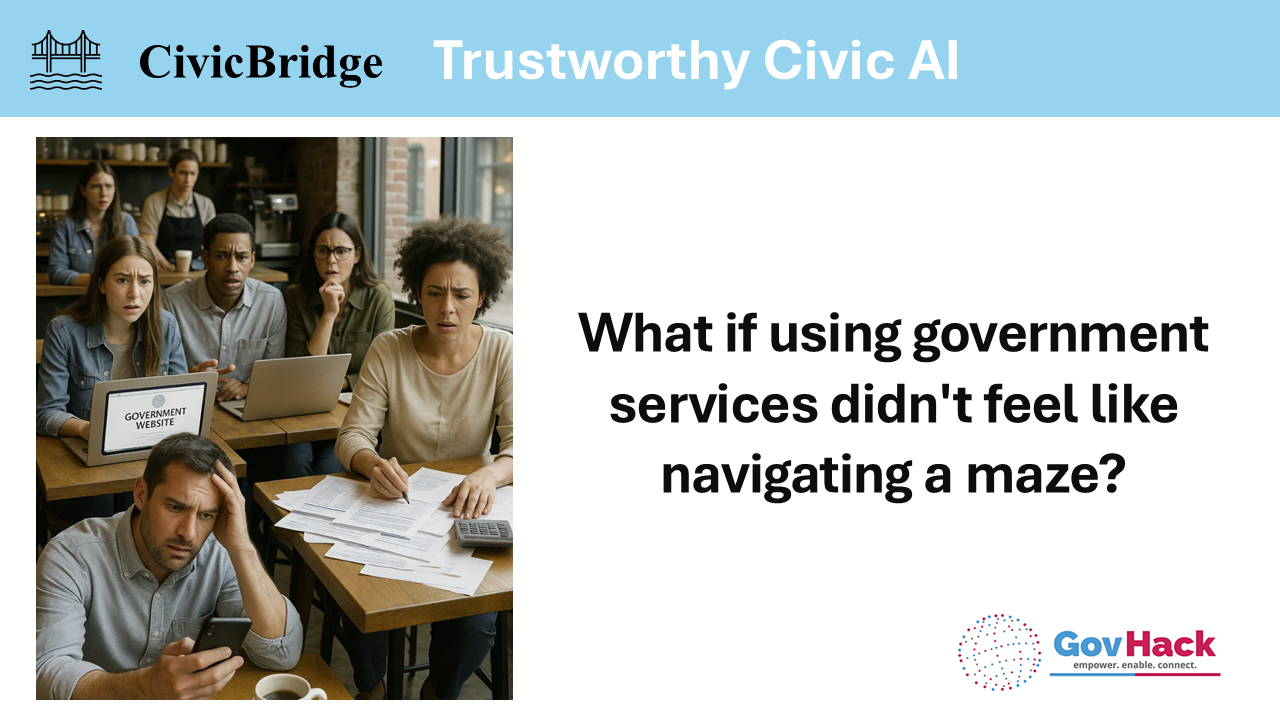 CivicBridge Trustworthy Civic AI
GOVERNMENT
WEBSITE
What if using government
services didn't feel like
navigating a maze?
GovHack
empower. enable. connect.